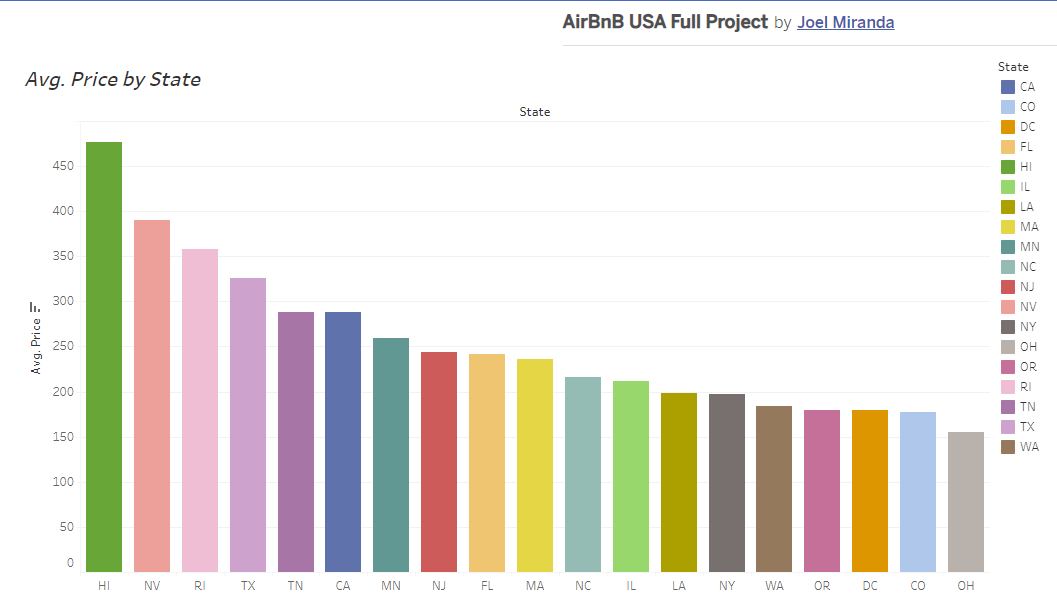 AirBnB USA Full Project by Joel Miranda
Avg. Price by State
State
Avg. Price
450
400
350
300
250
200
150
100
50
0
HI NV RI TX TN CA MN NJ FL MA NC IL LA NY WA OR DC CO OH
State
CA
CO
DC
FL
HI
IL
LA
MA
MN
NC
NJ
NV
NY
OH
OR
RI
TN
TX
WA